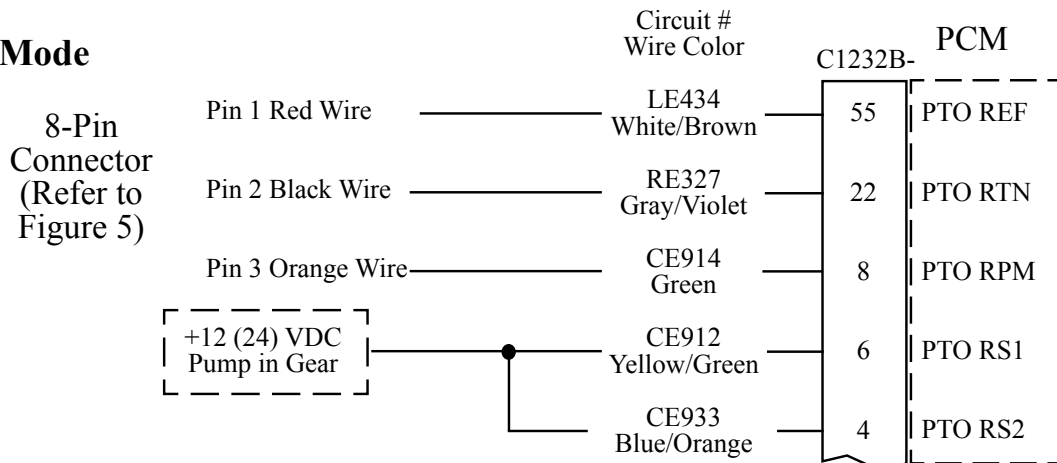 Mode
Circuit #
Wire Color
C1232B-
PCM
8-Pin
Connector
(Refer to
Figure 5)
Pin 1 Red Wire
LE434
White/Brown
55
PTO REF
Pin 2 Black Wire
RE327
Gray/Violet
22
PTO RTN
Pin 3 Orange Wire
CE914
Green
8
PTO RPM
+12 (24) VDC
Pump in Gear
CE912
Yellow/Green
6
PTO RS1
CE933
Blue/Orange
4
PTO RS2